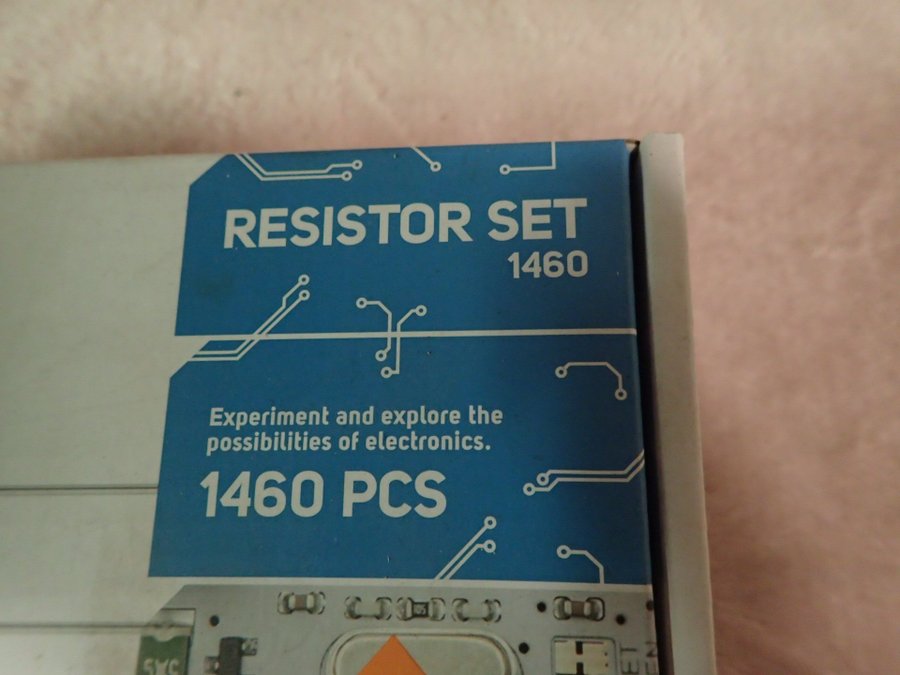 RESISTOR SET
1460
Experiment and explore the
possibilities of electronics.
1460 PCS